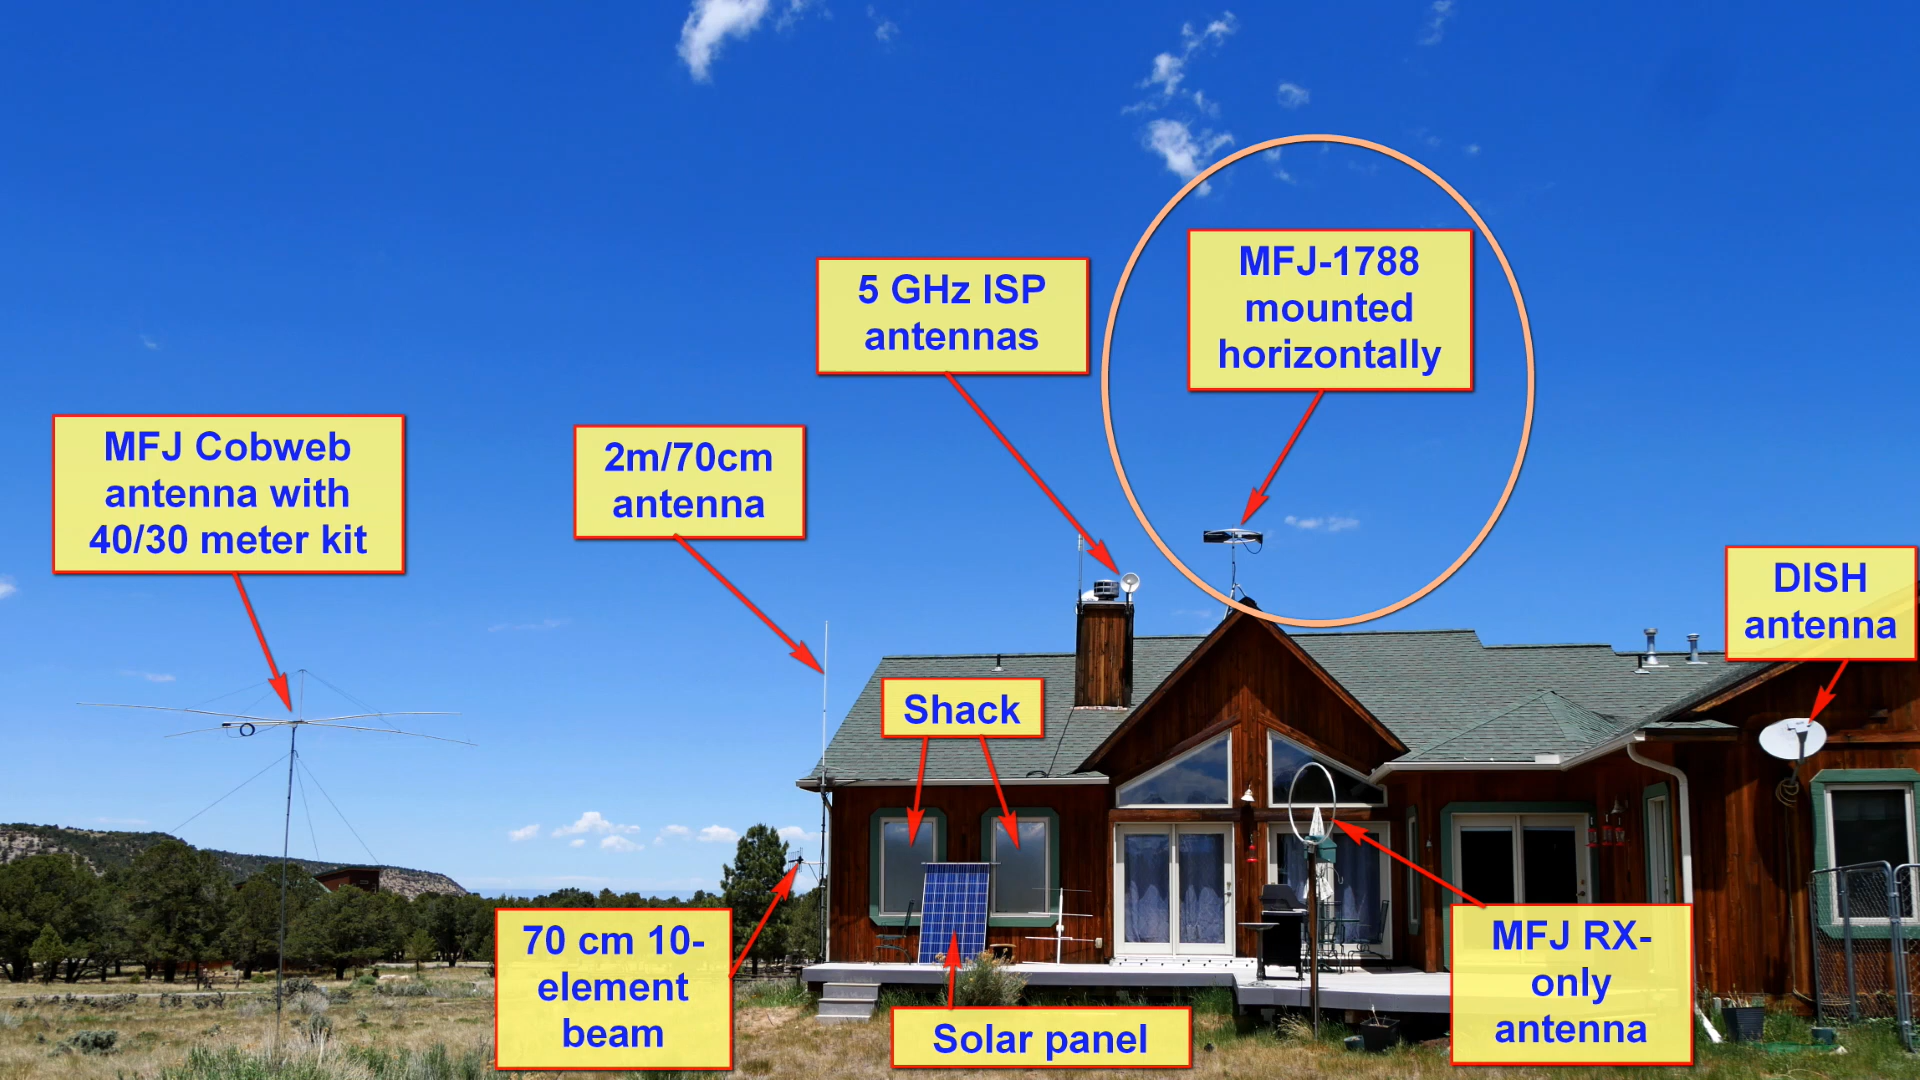 MFJ-1788
mounted
horizontally
5 GHz ISP
antennas
MFJ Cobweb
antenna with
40/30 meter kit
2m/70cm
antenna
DISH
antenna
Shack
70 cm 10-
element
beam
Solar panel
MFJ RX-
only
antenna